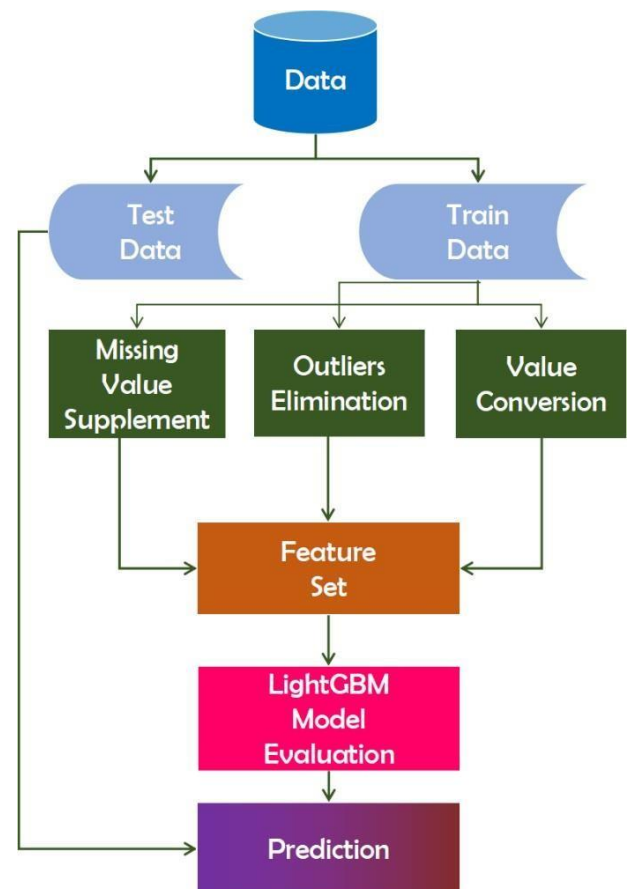 Data
Test
Data
Train
Data
Missing
Value
Supplement
Outliers
Elimination
Value
Conversion
Feature
Set
LightGBM
Model
Evaluation
Prediction